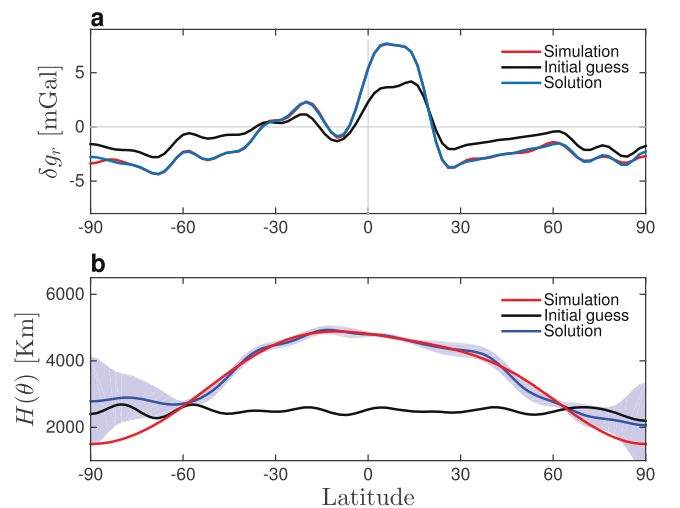 a
5
0
-5
δg_r [mGal]
Simulation
Initial guess
Solution
-90 -60 -30 0 30 60 90
b
6000
4000
2000
H(θ) [Km]
Simulation
Initial guess
Solution
-90 -60 -30 0 30 60 90
Latitude